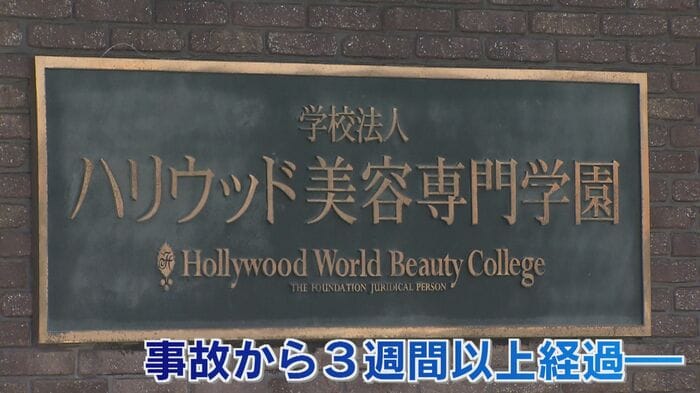 学校法人
ハリウッド美容専門学園
Hollywood World Beauty College
THE FOUNDATION JURIDICAL PERSON
事故から３週間以上経過──